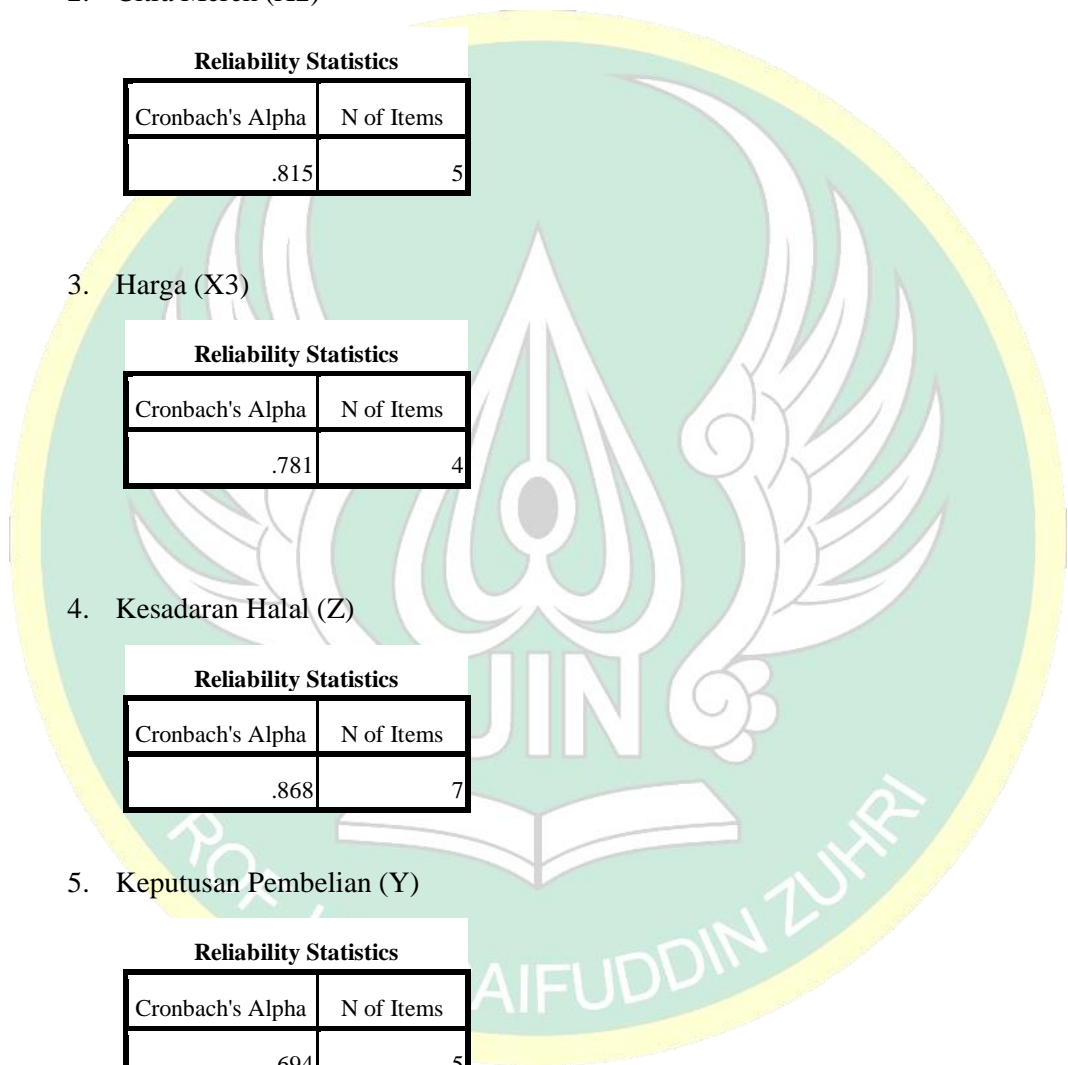 Reliability Statistics
Cronbach's Alpha N of Items
.815 5
3. Harga (X3)
Reliability Statistics
Cronbach's Alpha N of Items
.781 4
4. Kesadaran Halal (Z)
Reliability Statistics
Cronbach's Alpha N of Items
.868 7
5. Keputusan Pembelian (Y)
Reliability Statistics
Cronbach's Alpha N of Items
.694 5
UIN
AIFUDDIN ZUHRI